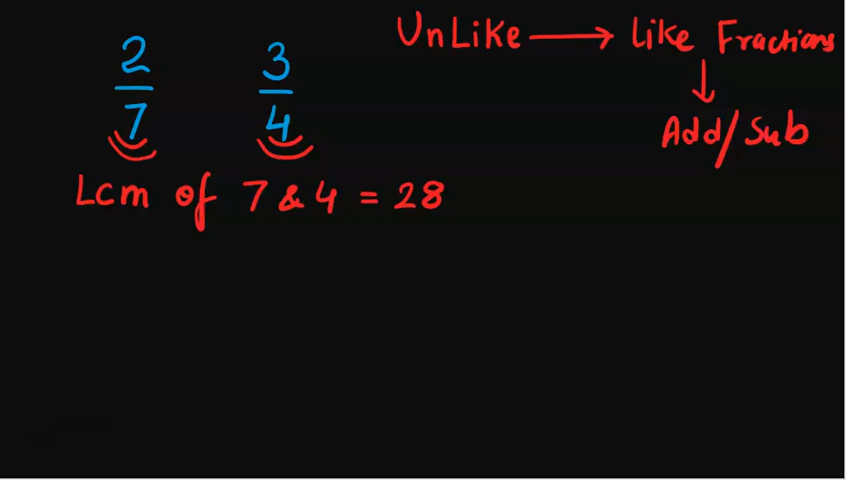 2/7 3/4
UnLike → Like Fractions
↓
Add/Sub
Lcm of 7 & 4 = 28